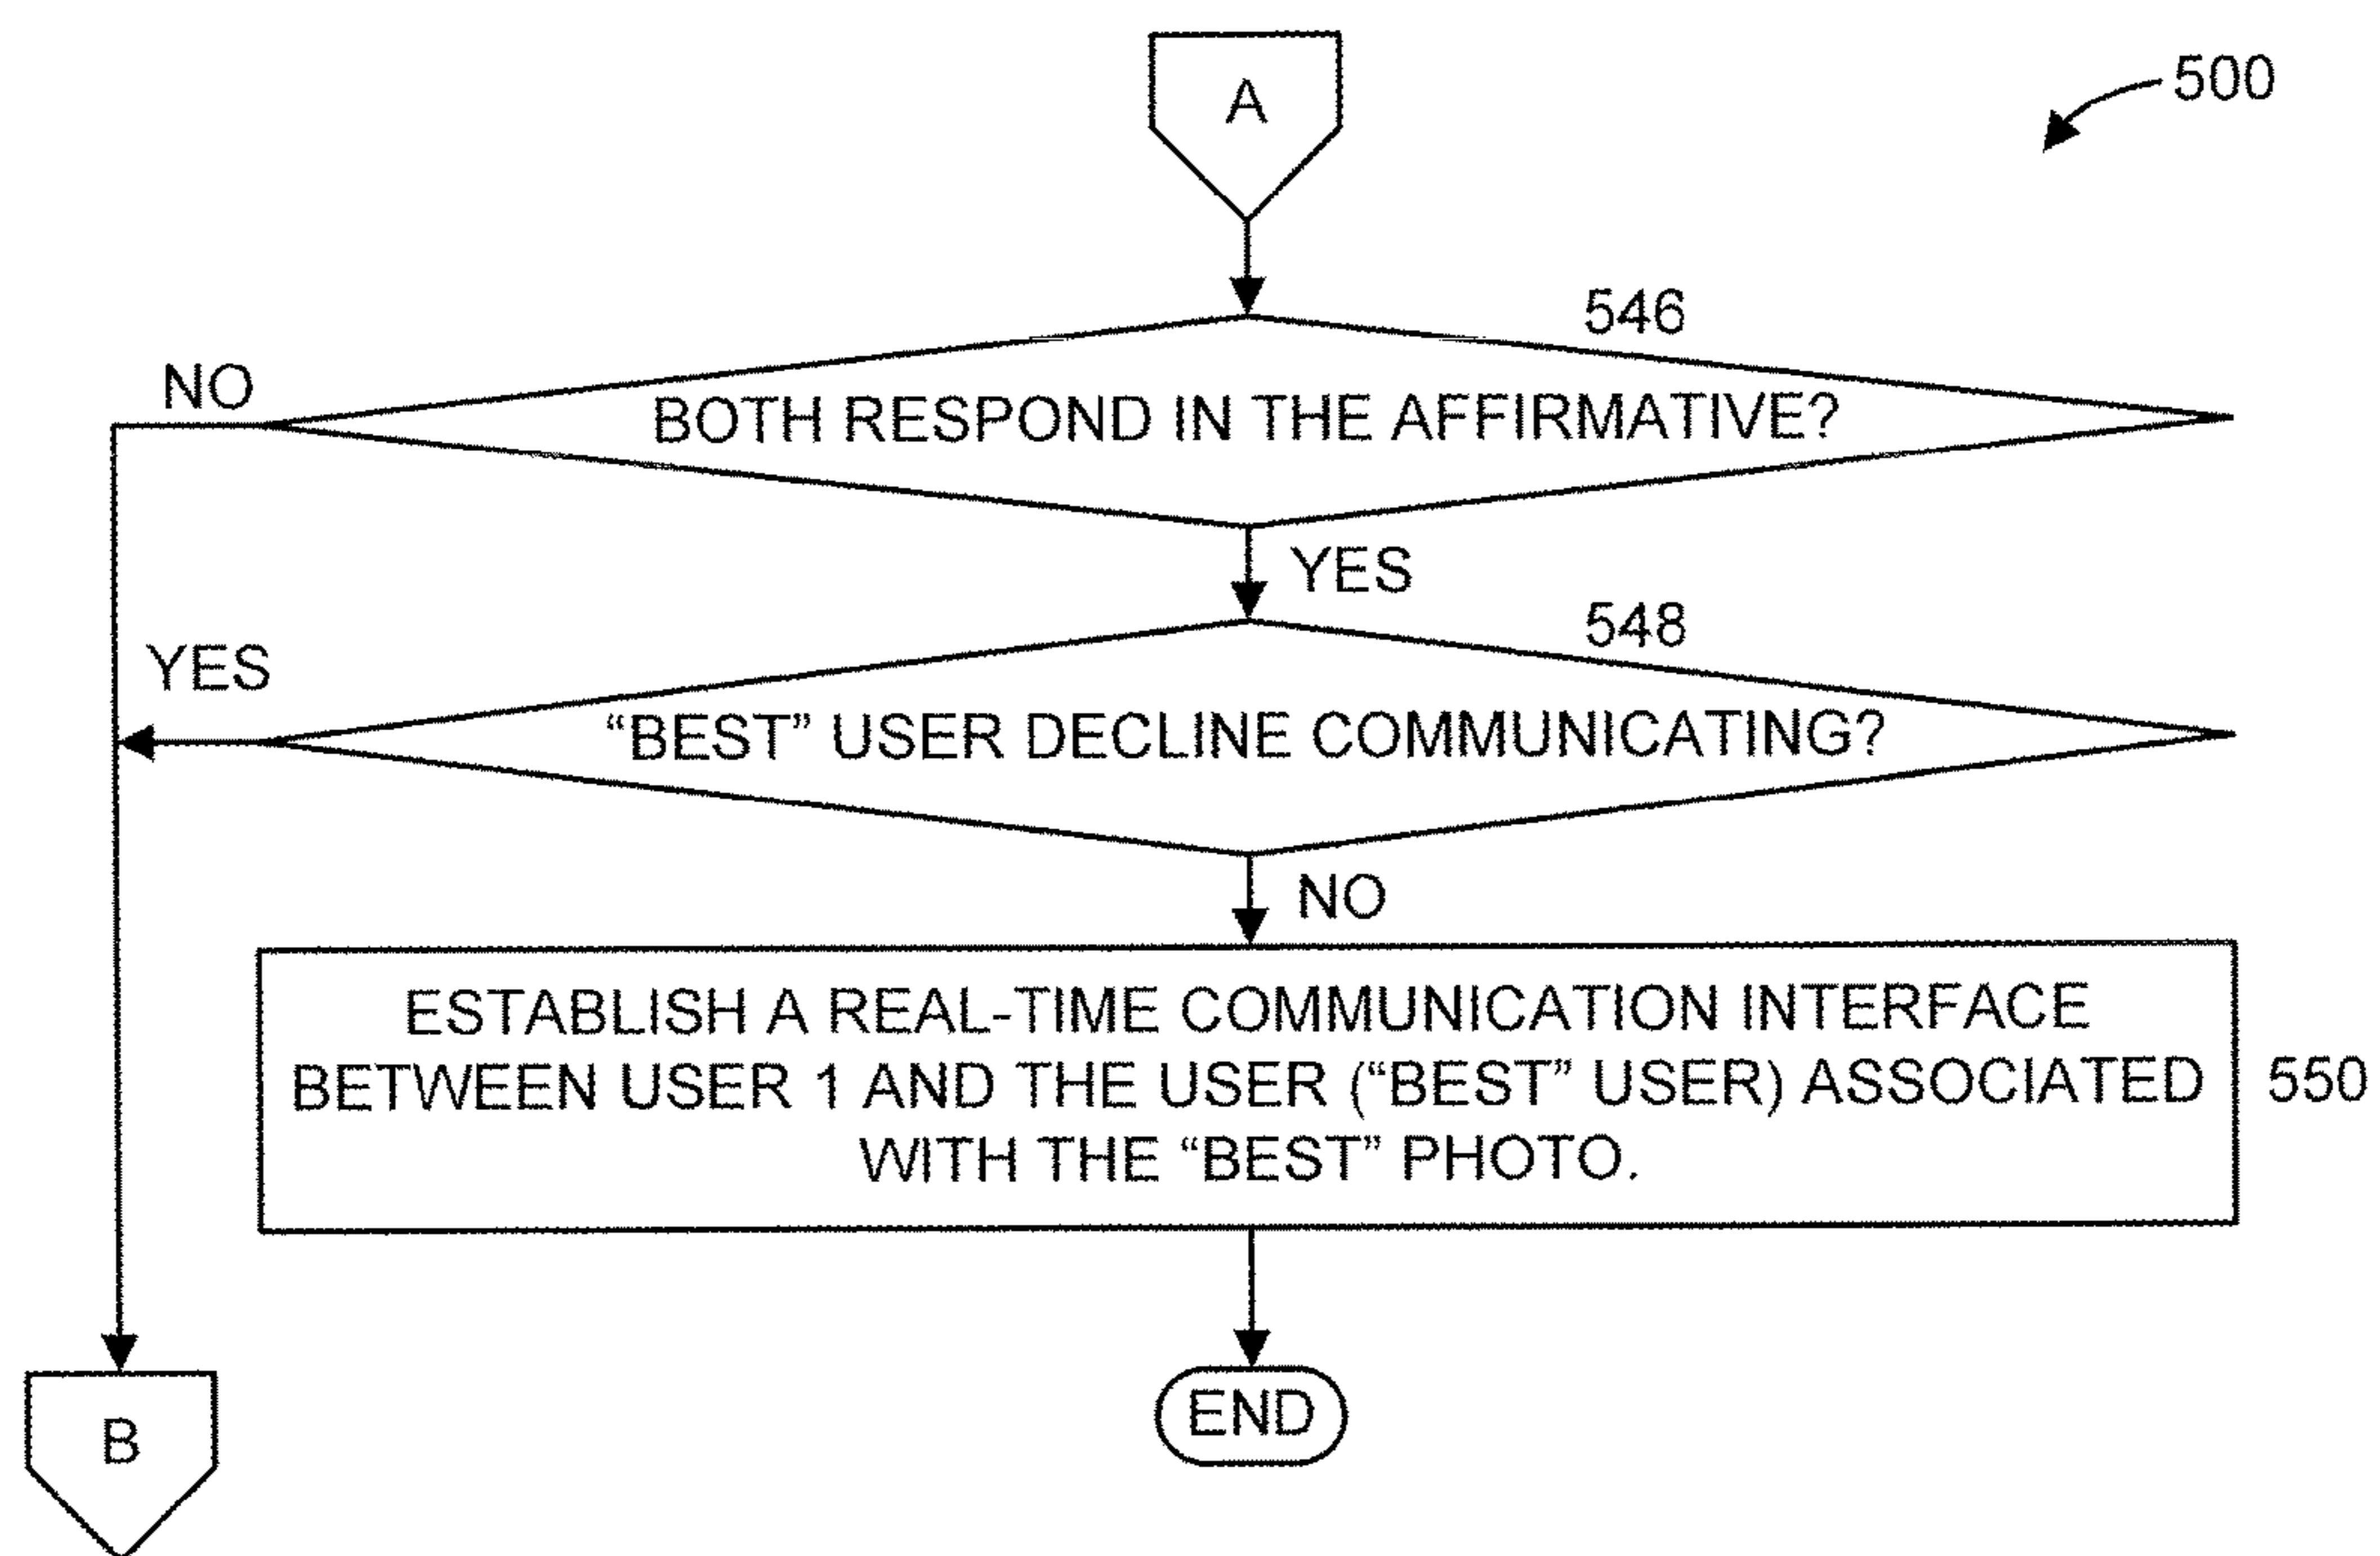 A
500
546
NO
BOTH RESPOND IN THE AFFIRMATIVE?
YES
548
YES
“BEST” USER DECLINE COMMUNICATING?
NO
ESTABLISH A REAL-TIME COMMUNICATION INTERFACE
BETWEEN USER 1 AND THE USER (“BEST” USER) ASSOCIATED
WITH THE “BEST” PHOTO.
550
END
B